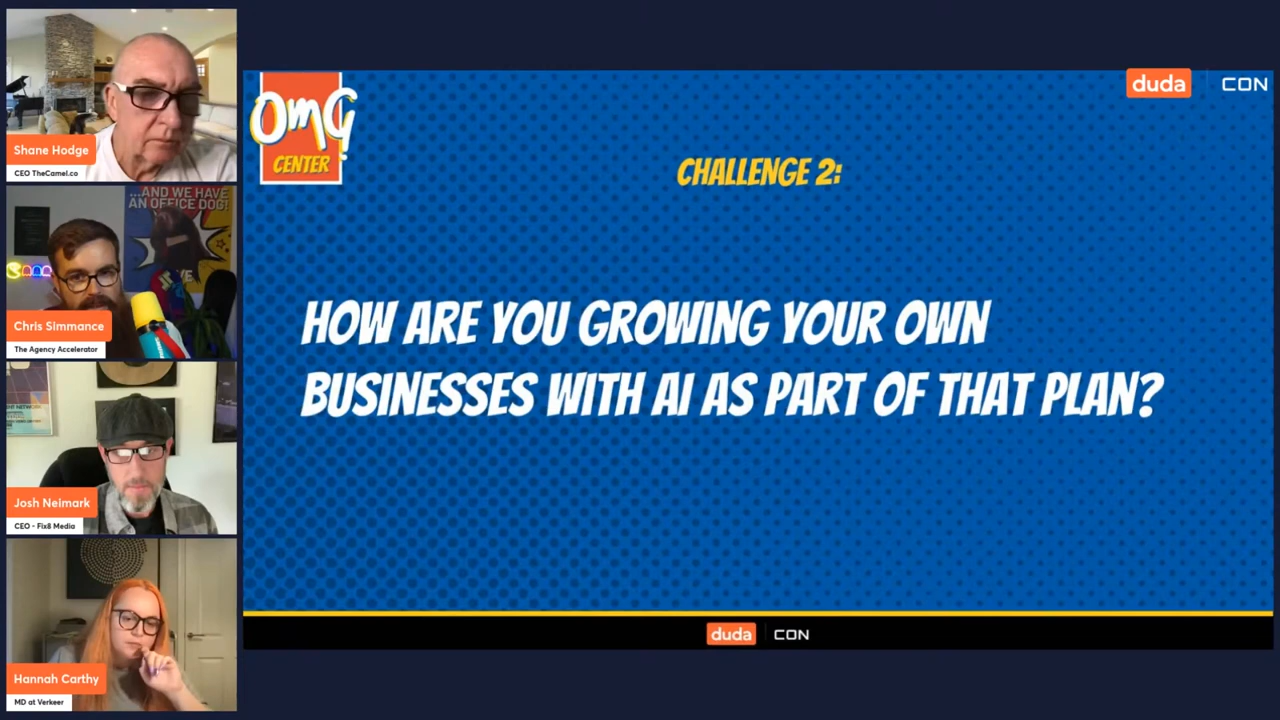 Shane Hodge
CEO TheCamel.co
...AND WE HAVE
AN OFFICE DOG!
Chris Simmance
The Agency Accelerator
Josh Neimark
CEO - Fix8 Media
Hannah Carthy
MD at Verkeer
OMG
CENTER
duda CON
CHALLENGE 2:
HOW ARE YOU GROWING YOUR OWN
BUSINESSES WITH AI AS PART OF THAT PLAN?
duda CON